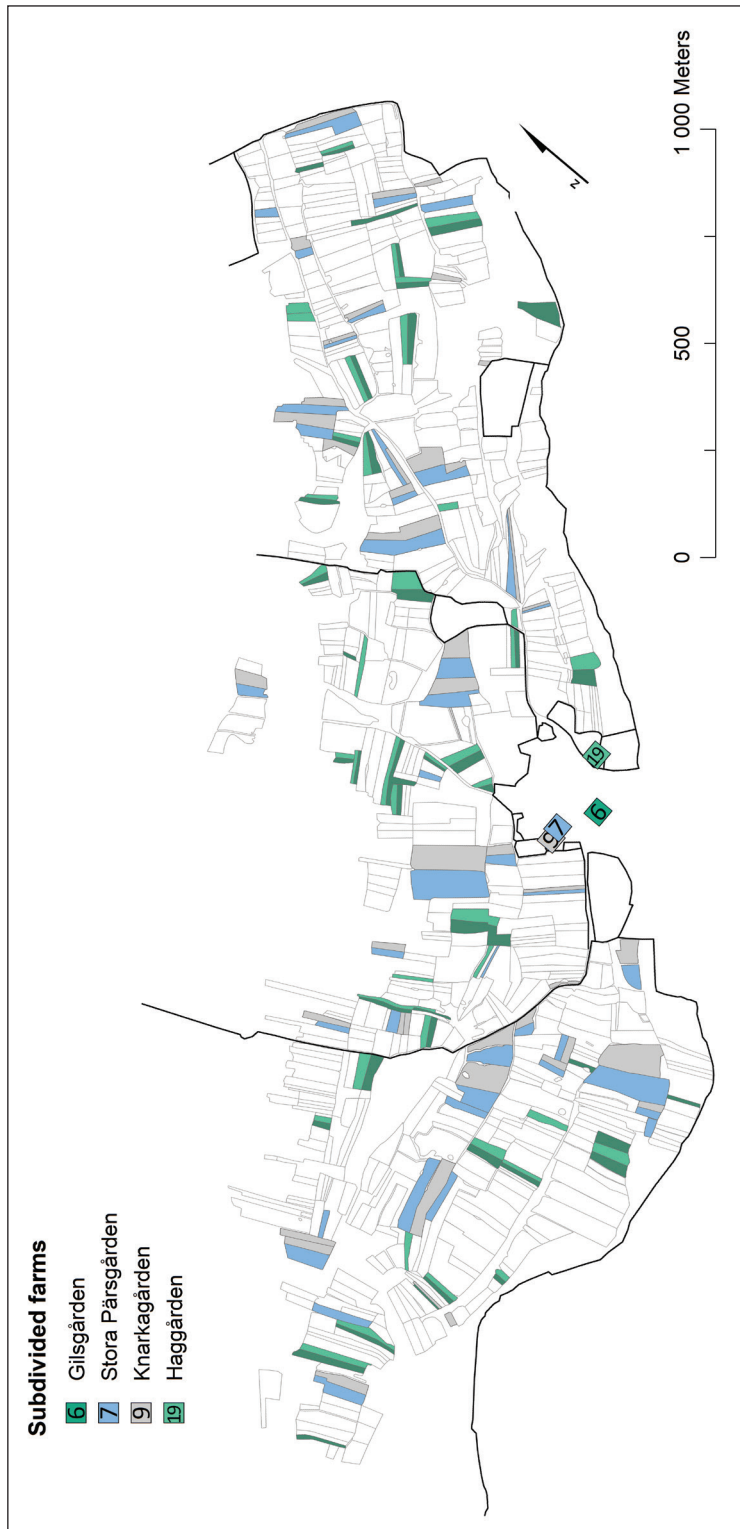 Subdivided farms
6 Gilsgården
7 Stora Pärsgården
9 Knarkagården
19 Haggården
9
7
6
19
N
0 500 1 000 Meters